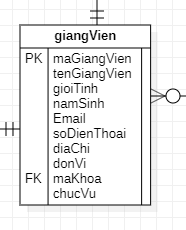 giangVien
PK maGiangVien
tenGiangVien
gioiTinh
namSinh
Email
soDienThoai
diaChi
donVi
FK maKhoa
chucVu